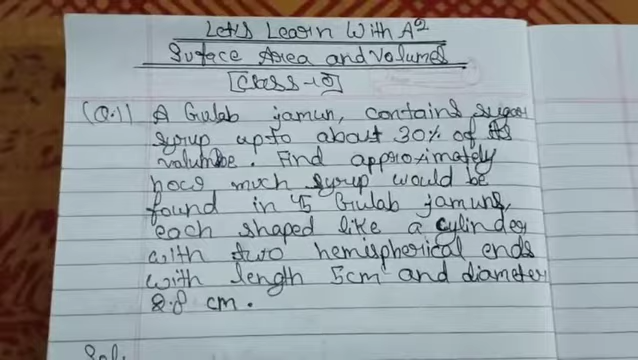 Let's Learn With A²
Surface Area and Volumes
[Class-10]
(Q.1) A Gulab jamun, contains sugar
syrup upto about 30% of its
volumbe. Find approximately
how much syrup would be
found in 45 Gulab jamuns,
each shaped like a cylinder
with two hemispherical ends
with length 5cm and diameter
2.8 cm.
Sol: